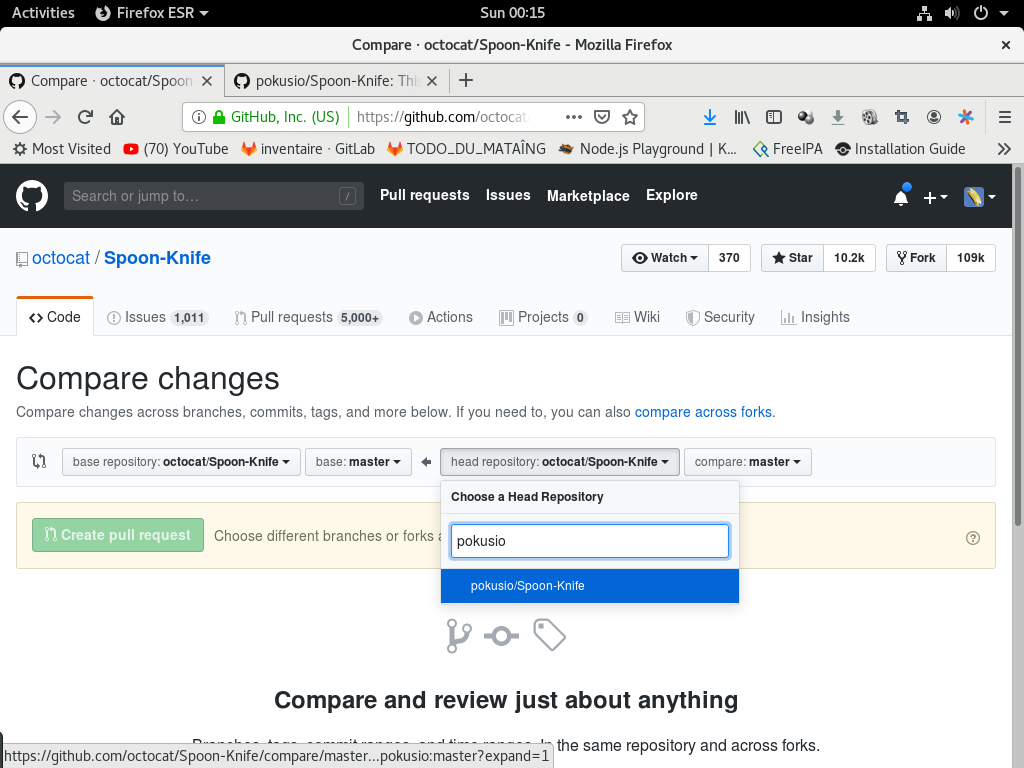 Activities Firefox ESR Sun 00:15
Compare · octocat/Spoon-Knife - Mozilla Firefox
Compare · octocat/Spoon pokusio/Spoon-Knife: This
GitHub, Inc. (US) https://github.com/octocat
Most Visited (70) YouTube inventaire · GitLab TODO_DU_MATAÎNG Node.js Playground | K... FreeIPA Installation Guide
Search or jump to… / Pull requests Issues Marketplace Explore
octocat / Spoon-Knife Watch 370 Star 10.2k Fork 109k
Code Issues 1,011 Pull requests 5,000+ Actions Projects 0 Wiki Security Insights
Compare changes
Compare changes across branches, commits, tags, and more below. If you need to, you can also compare across forks.
base repository: octocat/Spoon-Knife base: master head repository: octocat/Spoon-Knife compare: master
Choose a Head Repository
Create pull request Choose different branches or forks
pokusio
pokusio/Spoon-Knife
Compare and review just about anything
Branches, tags, commit ranges, and time ranges. In the same repository and across forks.
https://github.com/octocat/Spoon-Knife/compare/master...pokusio:master?expand=1